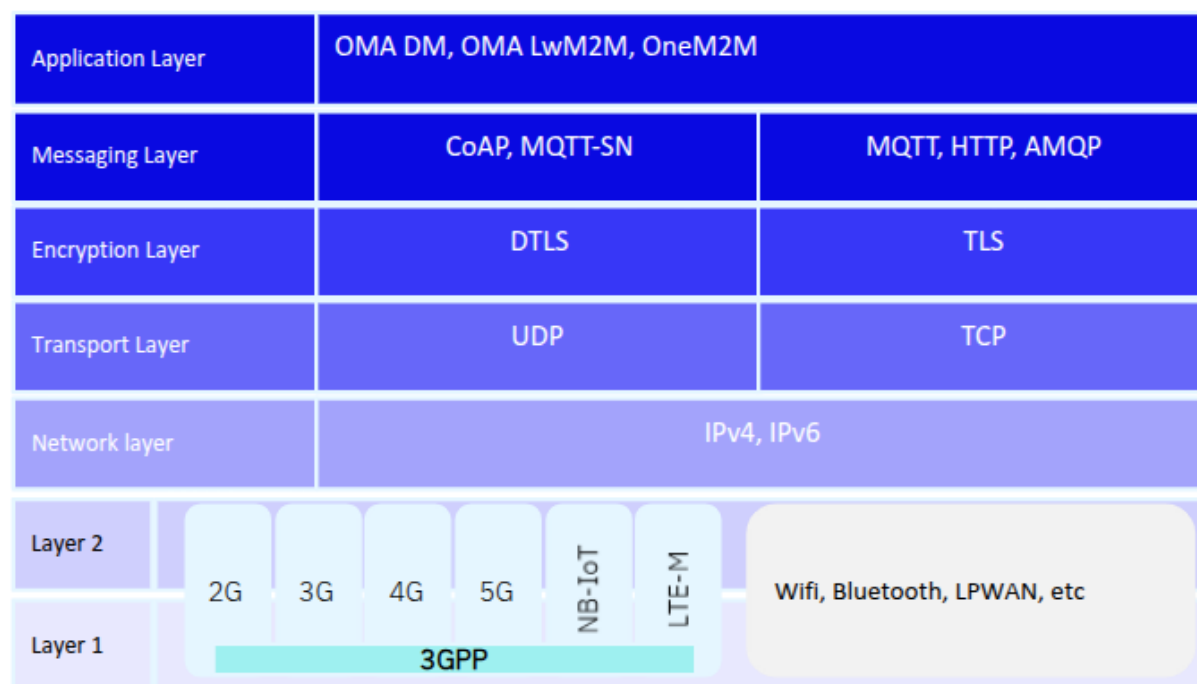 Application Layer
OMA DM, OMA LwM2M, OneM2M
Messaging Layer
CoAP, MQTT-SN
MQTT, HTTP, AMQP
Encryption Layer
DTLS
TLS
Transport Layer
UDP
TCP
Network layer
IPv4, IPv6
Layer 2
Layer 1
2G
3G
4G
5G
NB-IoT
LTE-M
3GPP
Wifi, Bluetooth, LPWAN, etc